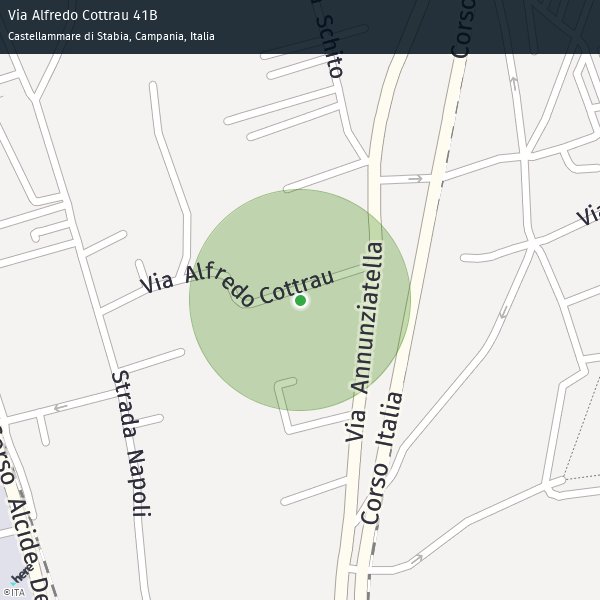 Via Alfredo Cottrau 41B
Castellammare di Stabia, Campania, Italia
Schito
Corso
Via
Via Alfredo Cottrau
Via Annunziatella
Strada Napoli
Corso Italia
Corso Alcide De
here
©ITA